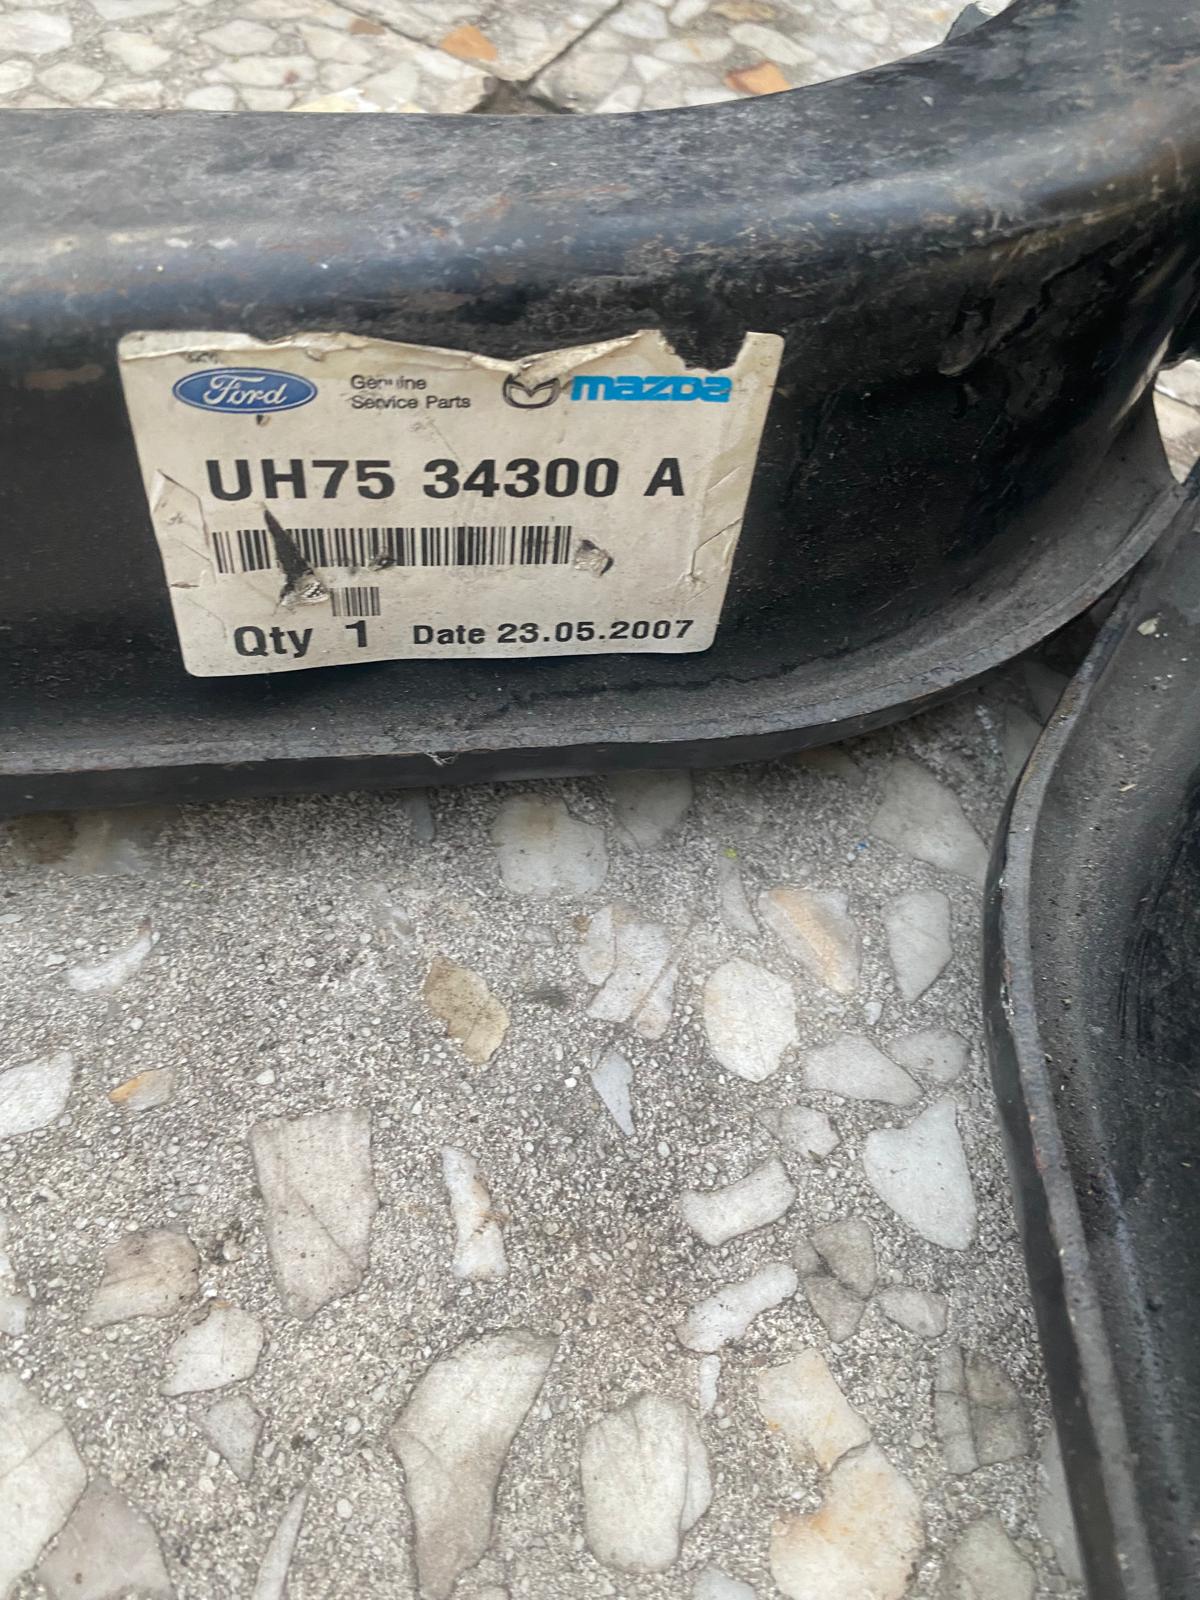 Ford Genuine Service Parts mazda
UH75 34300 A
Qty 1 Date 23.05.2007